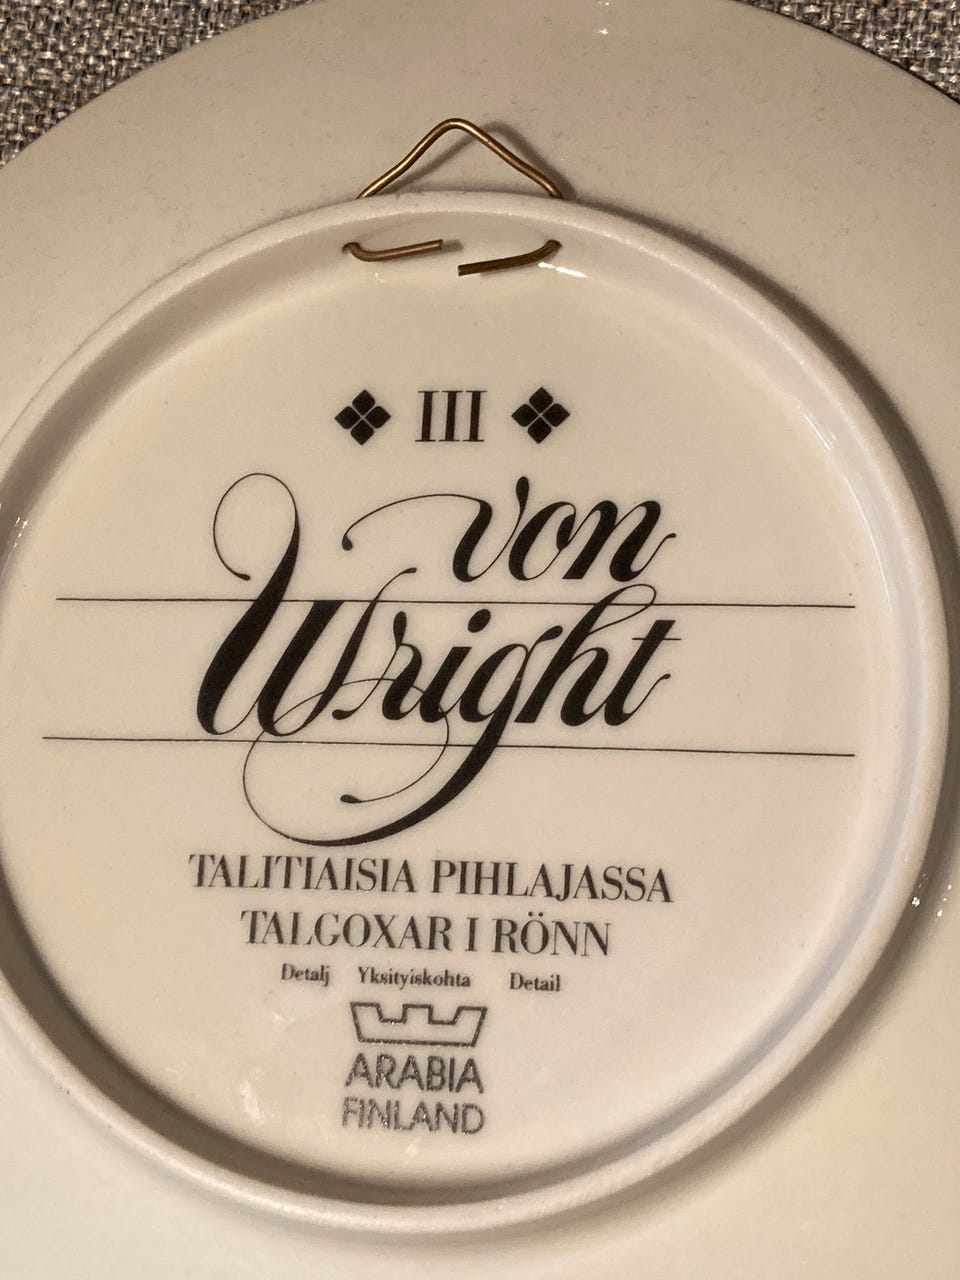 III
von
Wright
TALITIAISIA PIHLAJASSA
TALGOXAR I RÖNN
Detalj Yksityiskohta Detail
ARABIA
FINLAND